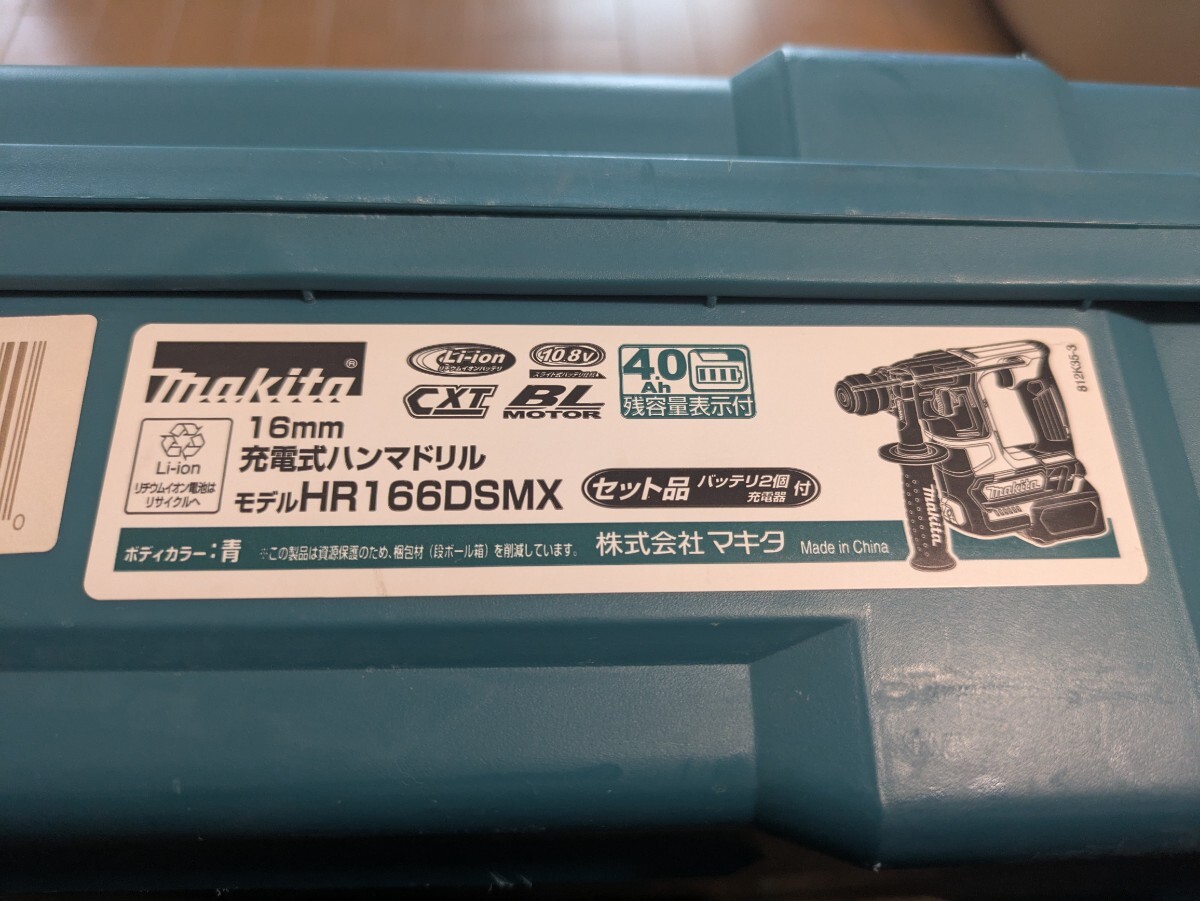 makita®
Li-ion
リチウムイオンバッテリ
10.8V
スライド式バッテリ仕様
4.0
Ah
残容量表示付
CXT
BL
MOTOR
Li-ion
リチウムイオン電池は
リサイクルへ
16mm
充電式ハンマドリル
モデルHR166DSMX
セット品 バッテリ2個
充電器 付
ボディカラー：青 ※この製品は資源保護のため、梱包材(段ボール箱)を削減しています。 株式会社マキタ Made in China
makita
makita
812K35-3
0